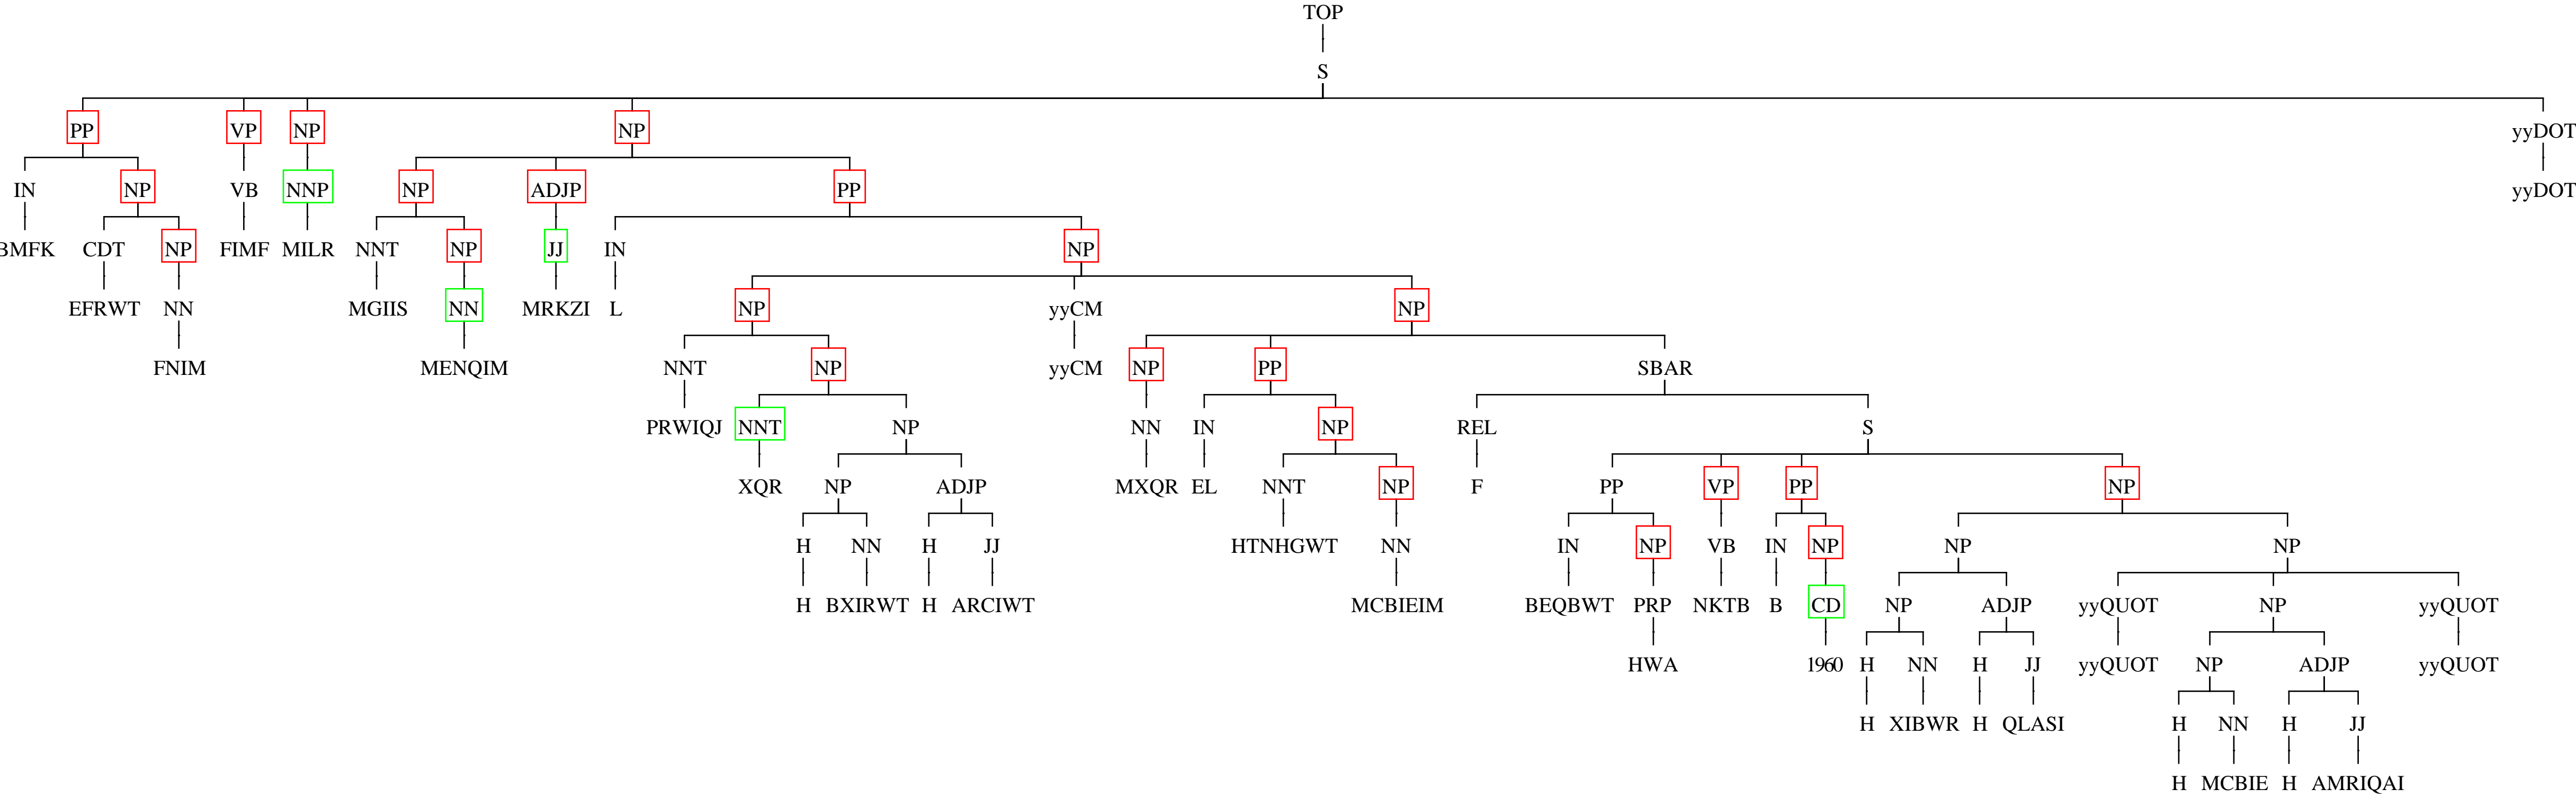 TOP
S
PP VP NP NP yyDOT
IN NP VB NNP NP ADJP PP yyDOT
BMFK CDT NP FIMF MILR NNT NP JJ IN NP
EFRWT NN MGIIS NN MRKZI L NP yyCM NP
FNIM MENQIM NNT NP yyCM NP PP SBAR
PRWIQJ NNT NP NN IN NP REL S
XQR NP ADJP MXQR EL NNT NP F PP VP PP NP
H NN H JJ HTNHGWT NN IN NP VB IN NP NP NP
H BXIRWT H ARCIWT MCBIEIM BEQBWT PRP NKTB B CD NP ADJP yyQUOT NP yyQUOT
HWA 1960 H NN H JJ yyQUOT NP ADJP yyQUOT
H XIBWR H QLASI H NN H JJ
H MCBIE H AMRIQAI